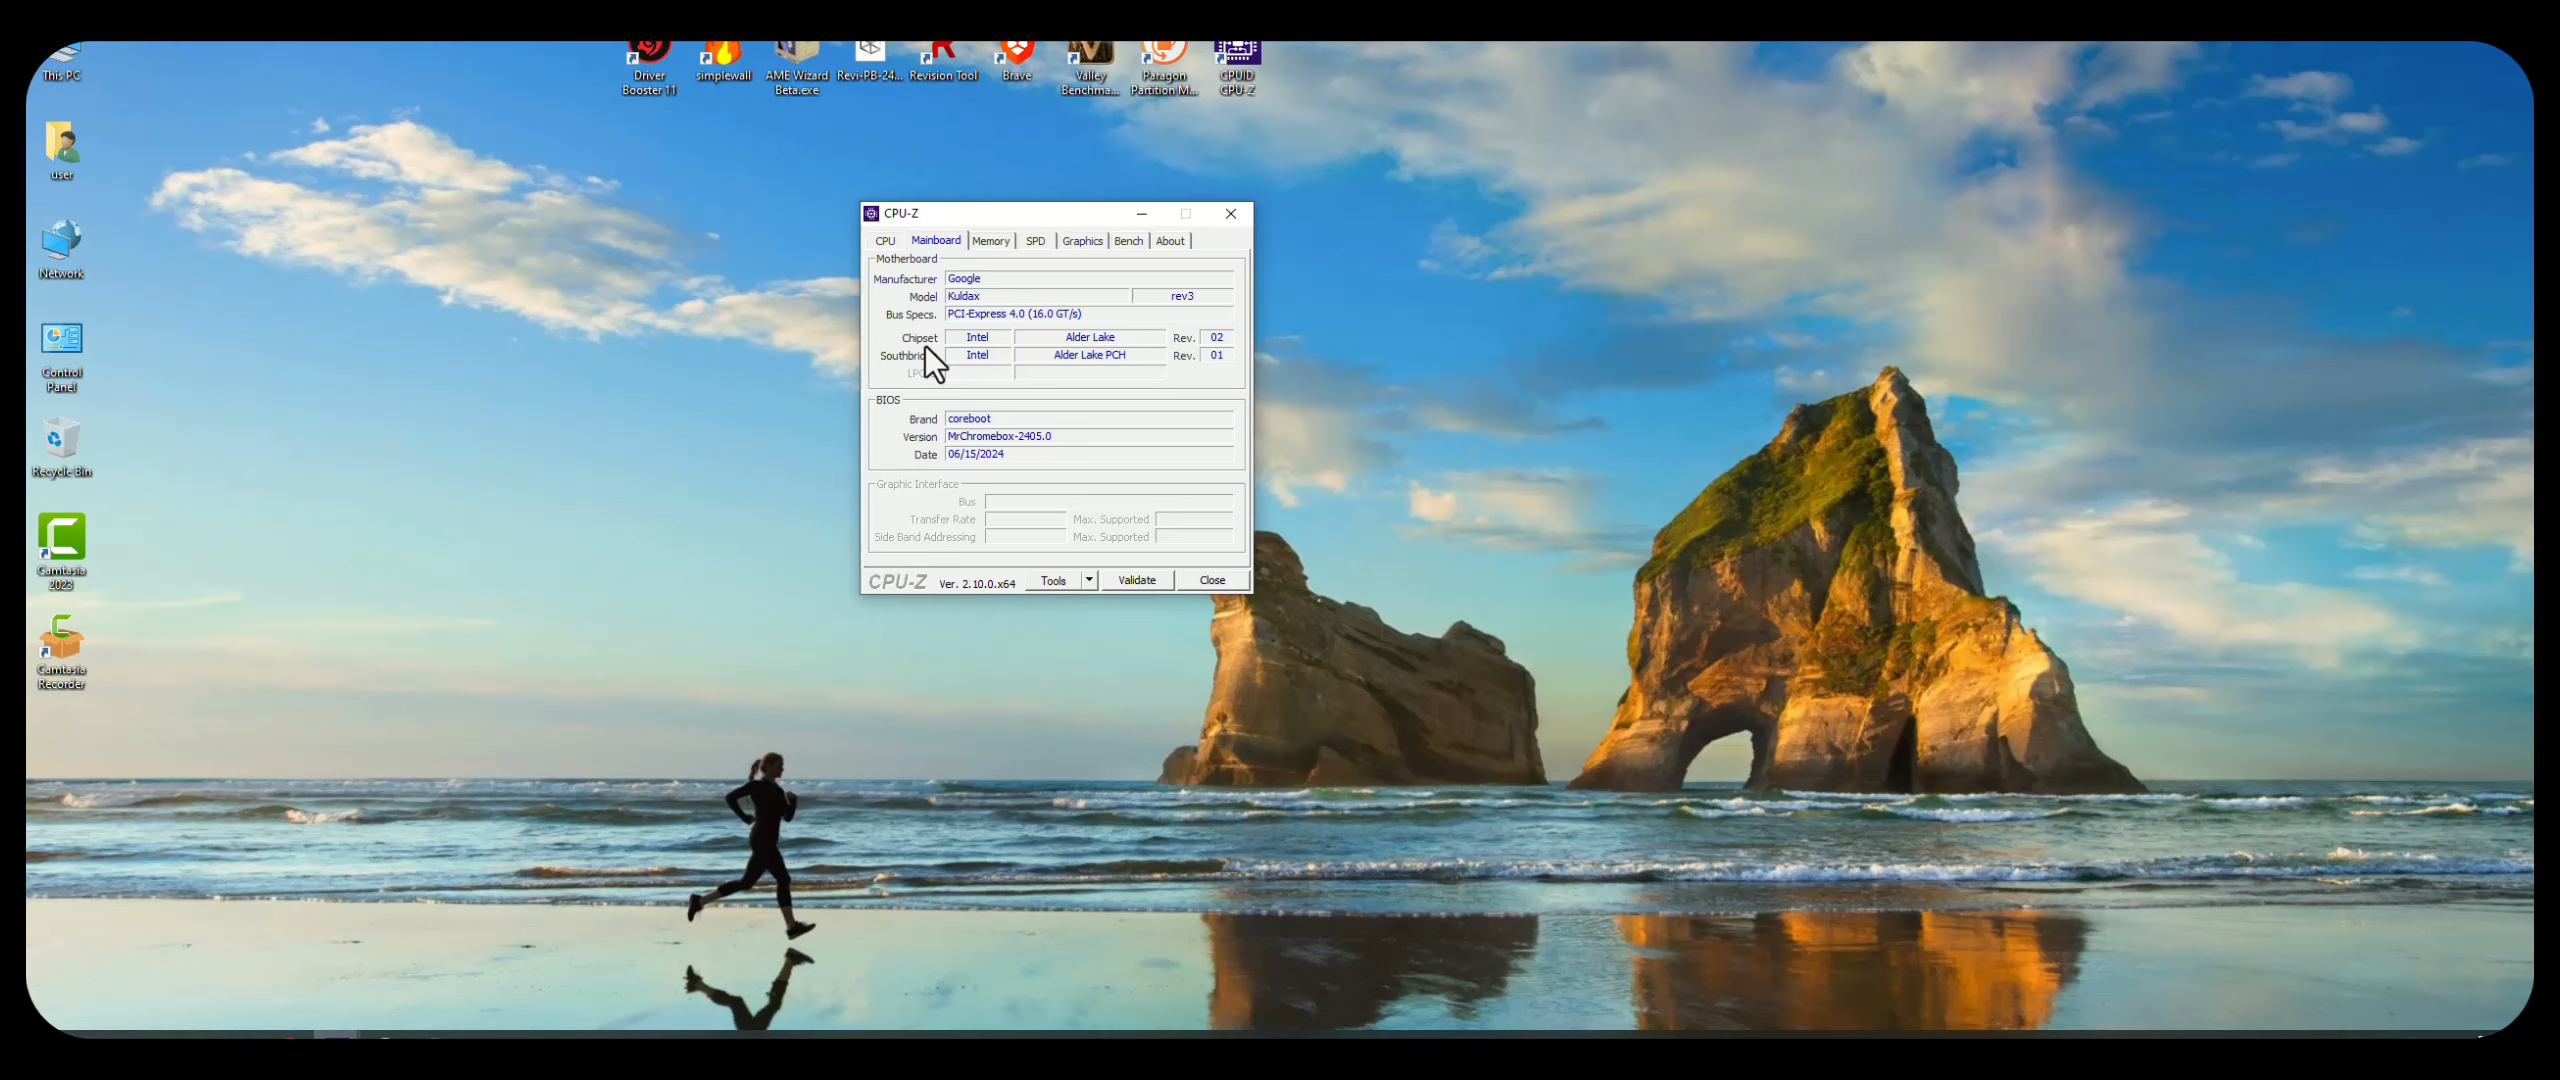 This PC
Driver
Booster 11
simplewall
AME Wizard
Beta.exe
Revi-PB-24...
Revision Tool
Brave
Valley
Benchma...
Paragon
Partition M...
CPUID
CPU-Z
user
Network
Control
Panel
Recycle Bin
Camtasia
2023
Camtasia
Recorder
CPU-Z
CPU Mainboard Memory SPD Graphics Bench About
Motherboard
Manufacturer Google
Model Kuldax rev3
Bus Specs. PCI-Express 4.0 (16.0 GT/s)
Chipset Intel Alder Lake Rev. 02
Intel Alder Lake PCH Rev. 01
BIOS
Brand coreboot
Version MrChromebox-2405.0
Date 06/15/2024
Graphic Interface
Bus
Transfer Rate Max. Supported
Side Band Addressing Max. Supported
CPU-Z Ver. 2.10.0.x64 Tools Validate Close